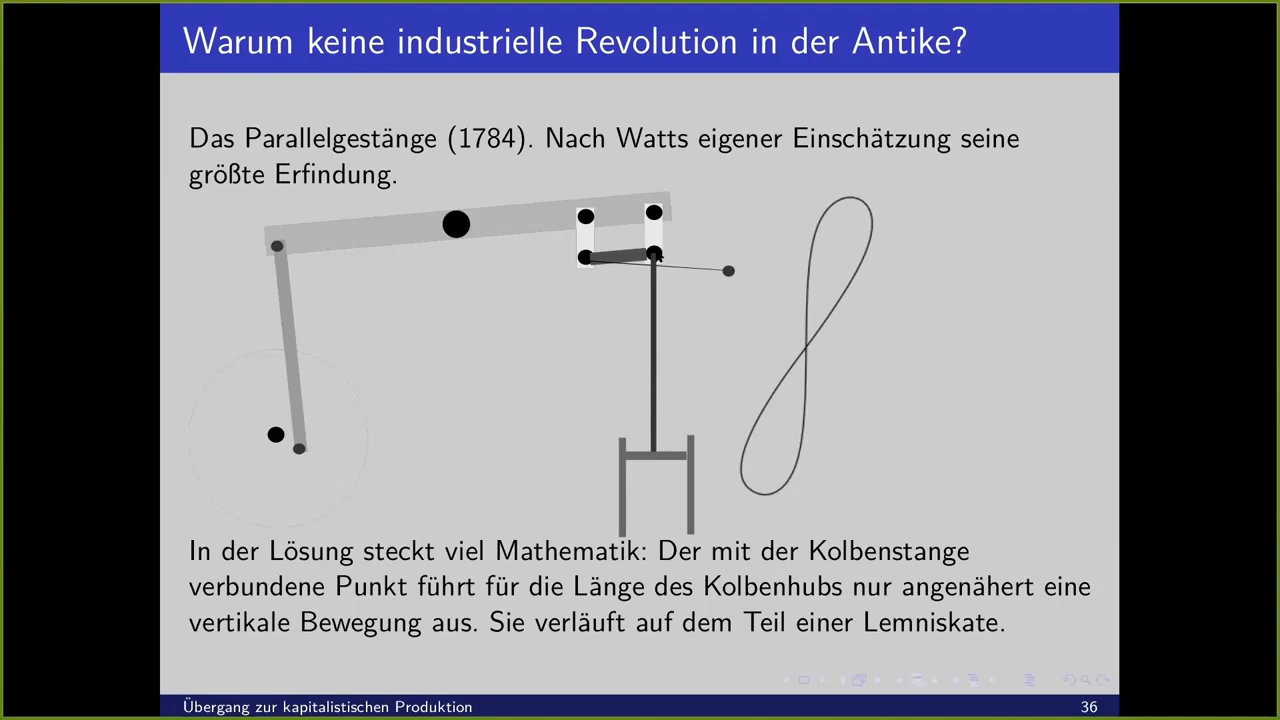 Warum keine industrielle Revolution in der Antike?
Das Parallelgestänge (1784). Nach Watts eigener Einschätzung seine
größte Erfindung.
In der Lösung steckt viel Mathematik: Der mit der Kolbenstange
verbundene Punkt führt für die Länge des Kolbenhubs nur angenähert eine
vertikale Bewegung aus. Sie verläuft auf dem Teil einer Lemniskate.
Übergang zur kapitalistischen Produktion
36